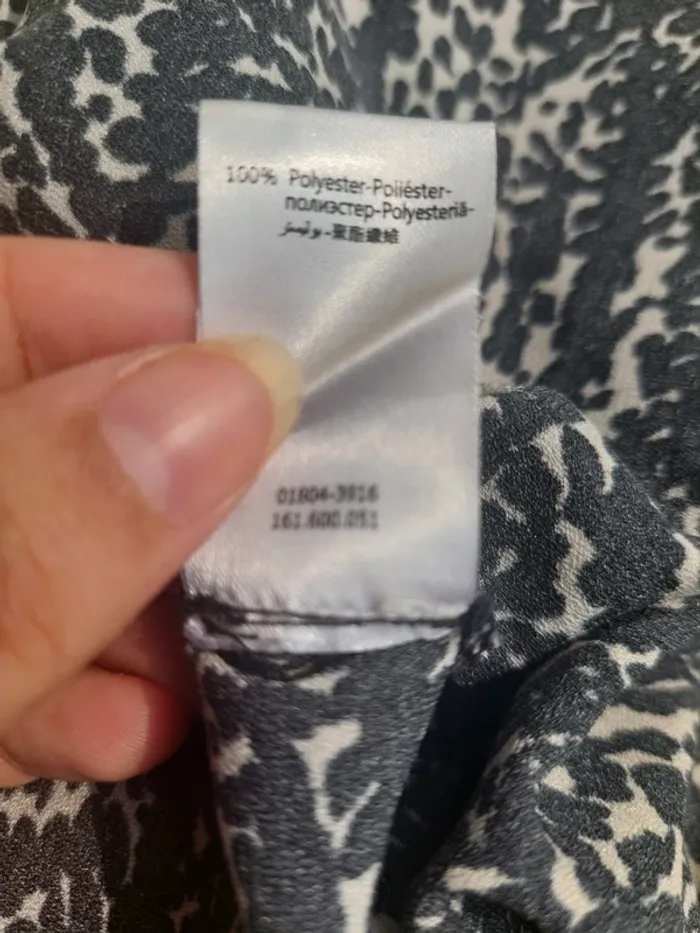 100% Polyester-Poliéster-
полиэстер-Polyesteriä-
بوليستر-聚酯纖維
01804-3916
161.600.051